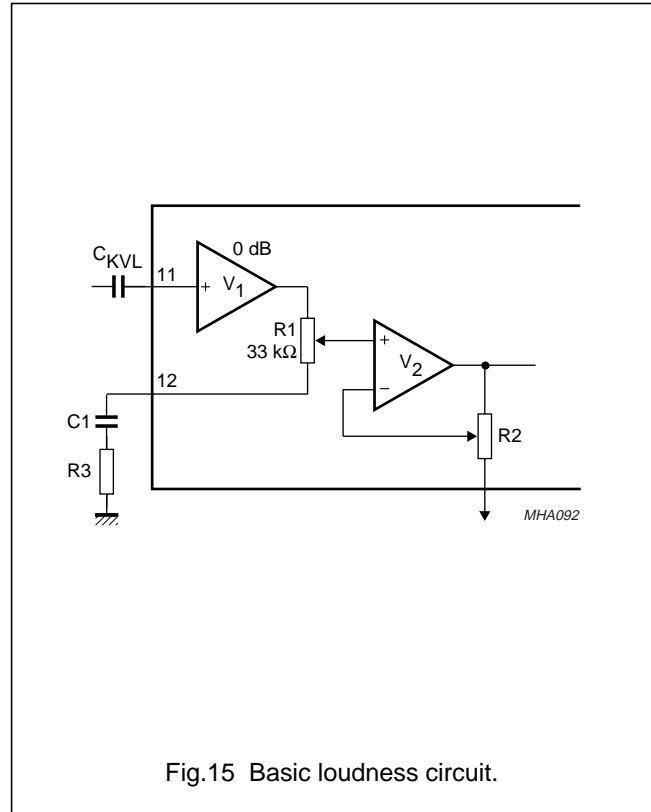 C_KVL
11
0 dB
V_1
+
R1
33 kΩ
+
V_2
−
12
C1
R2
R3
MHA092
Fig.15 Basic loudness circuit.